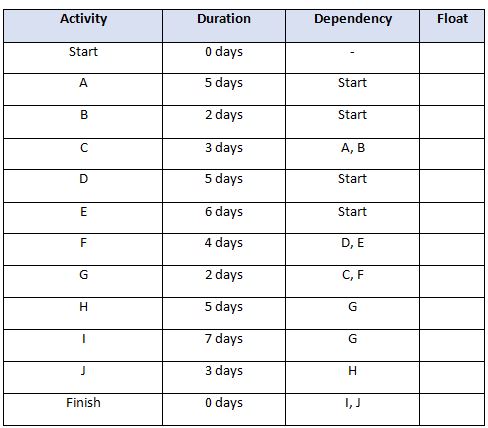 Activity Duration Dependency Float
Start 0 days -
A 5 days Start
B 2 days Start
C 3 days A, B
D 5 days Start
E 6 days Start
F 4 days D, E
G 2 days C, F
H 5 days G
I 7 days G
J 3 days H
Finish 0 days I, J